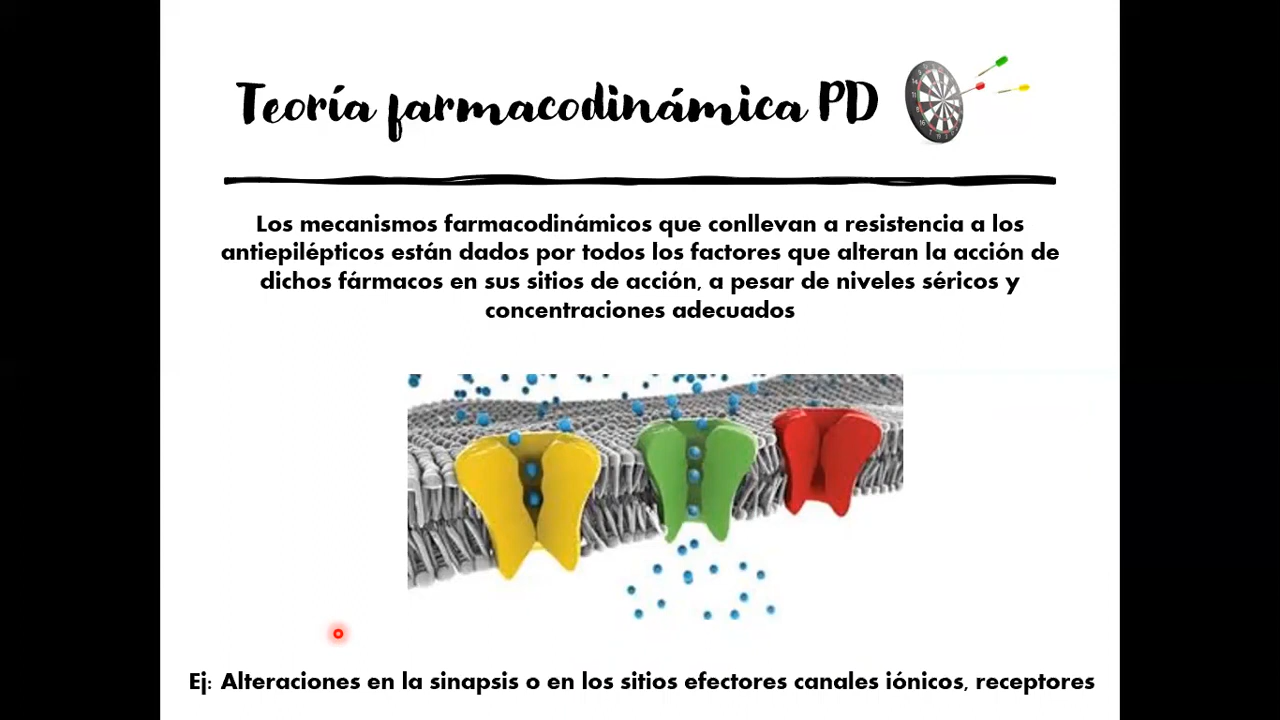 Teoría farmacodinámica PD
Los mecanismos farmacodinámicos que conllevan a resistencia a los
antiepilépticos están dados por todos los factores que alteran la acción de
dichos fármacos en sus sitios de acción, a pesar de niveles séricos y
concentraciones adecuados
Ej: Alteraciones en la sinapsis o en los sitios efectores canales iónicos, receptores